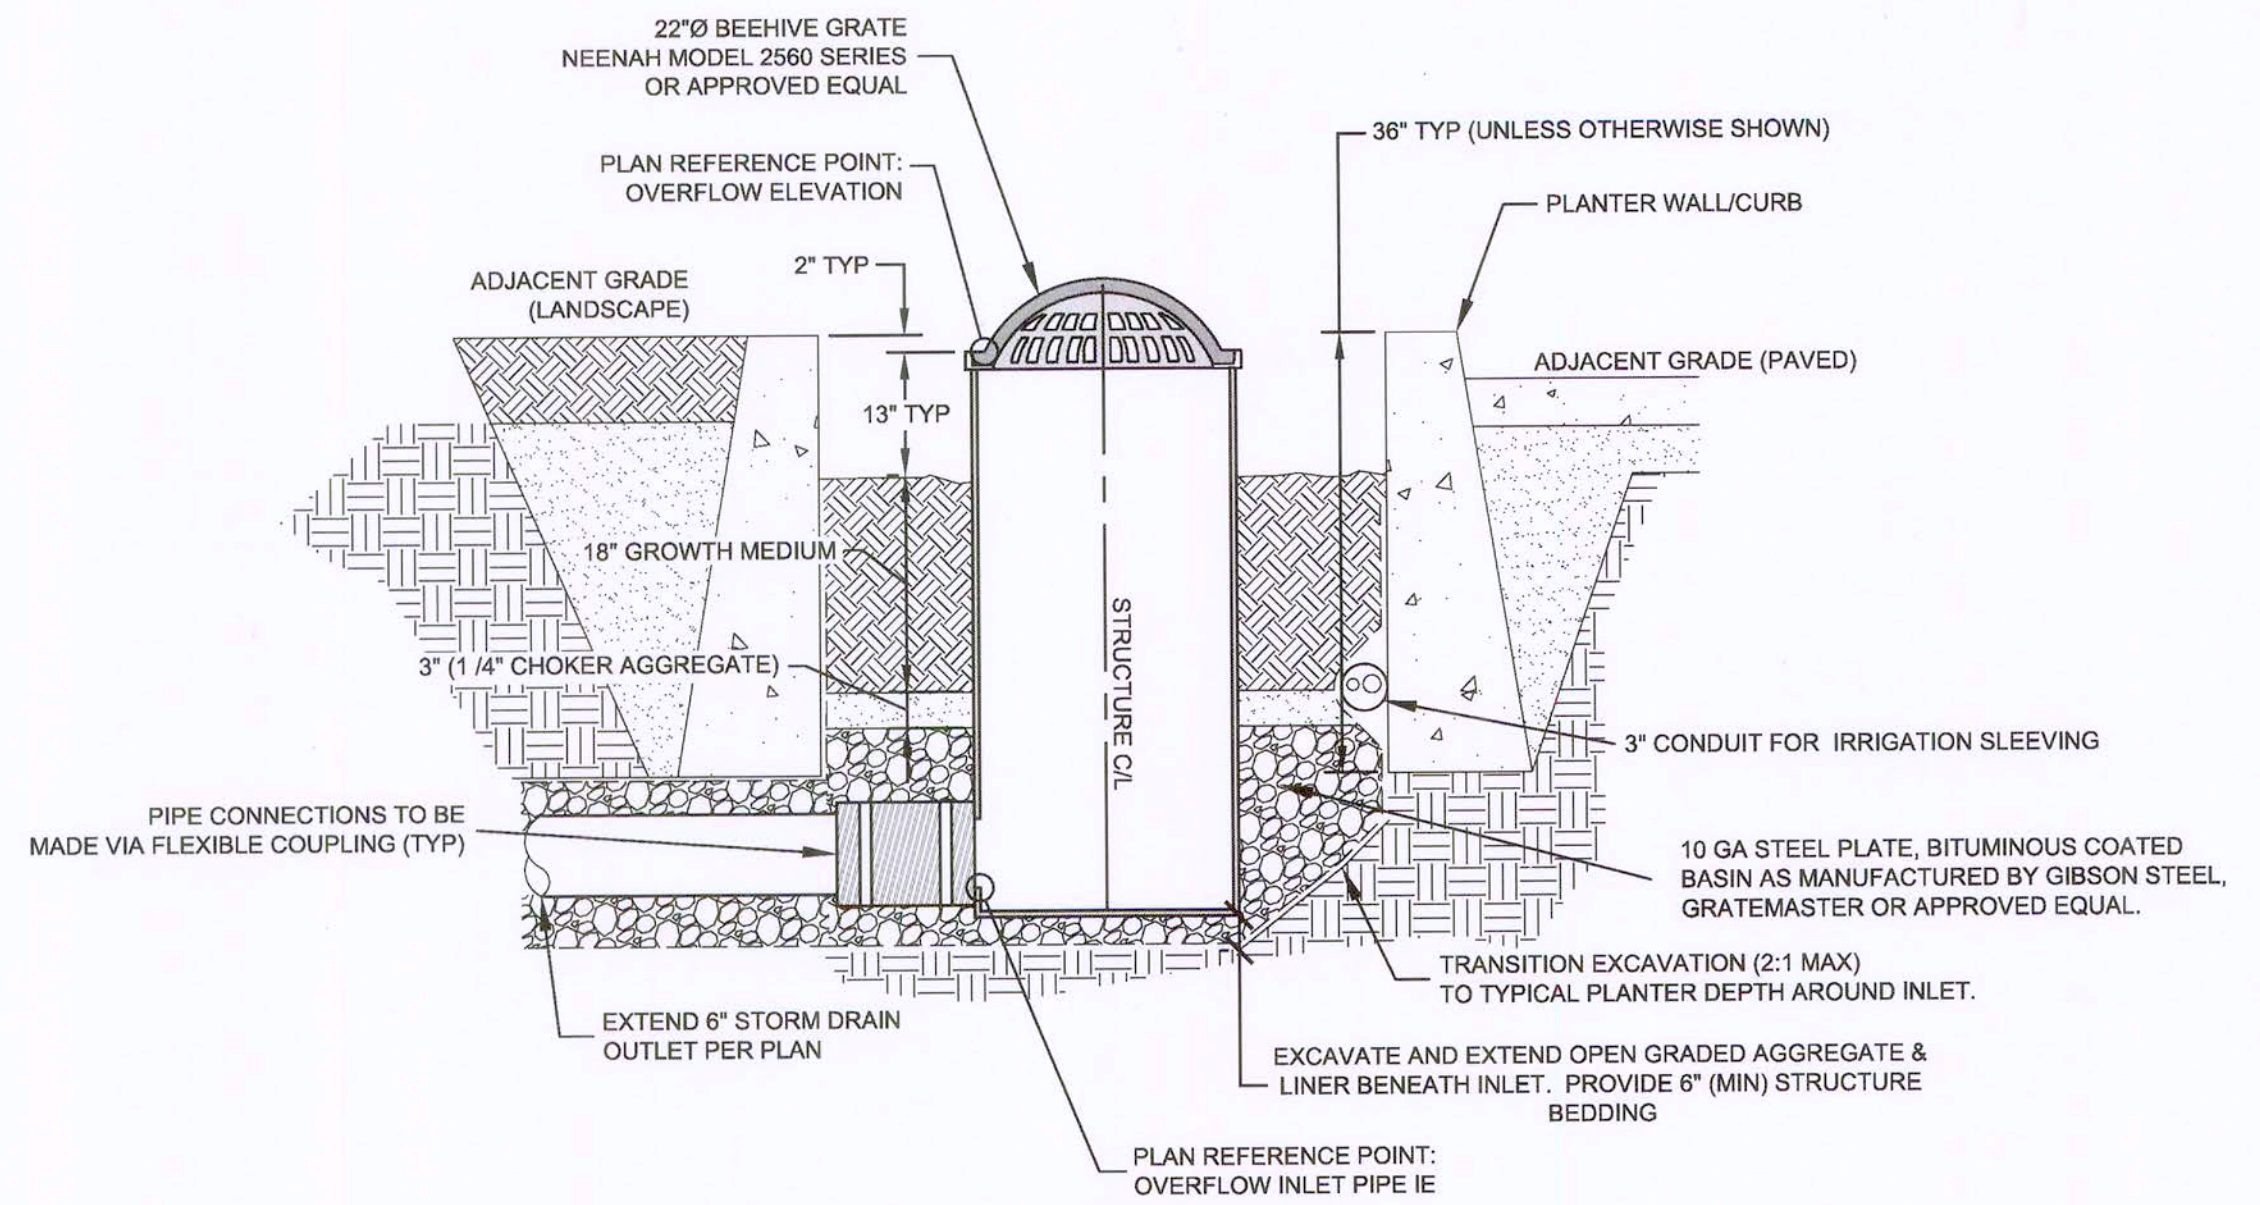 22"Ø BEEHIVE GRATE
NEENAH MODEL 2560 SERIES
OR APPROVED EQUAL
36" TYP (UNLESS OTHERWISE SHOWN)
PLAN REFERENCE POINT:
OVERFLOW ELEVATION
PLANTER WALL/CURB
2" TYP
ADJACENT GRADE
(LANDSCAPE)
ADJACENT GRADE (PAVED)
13" TYP
18" GROWTH MEDIUM
STRUCTURE C/L
3" (1 /4" CHOKER AGGREGATE)
3" CONDUIT FOR IRRIGATION SLEEVING
PIPE CONNECTIONS TO BE
MADE VIA FLEXIBLE COUPLING (TYP)
10 GA STEEL PLATE, BITUMINOUS COATED
BASIN AS MANUFACTURED BY GIBSON STEEL,
GRATEMASTER OR APPROVED EQUAL.
TRANSITION EXCAVATION (2:1 MAX)
TO TYPICAL PLANTER DEPTH AROUND INLET.
EXTEND 6" STORM DRAIN
OUTLET PER PLAN
EXCAVATE AND EXTEND OPEN GRADED AGGREGATE &
LINER BENEATH INLET. PROVIDE 6" (MIN) STRUCTURE
BEDDING
PLAN REFERENCE POINT:
OVERFLOW INLET PIPE IE